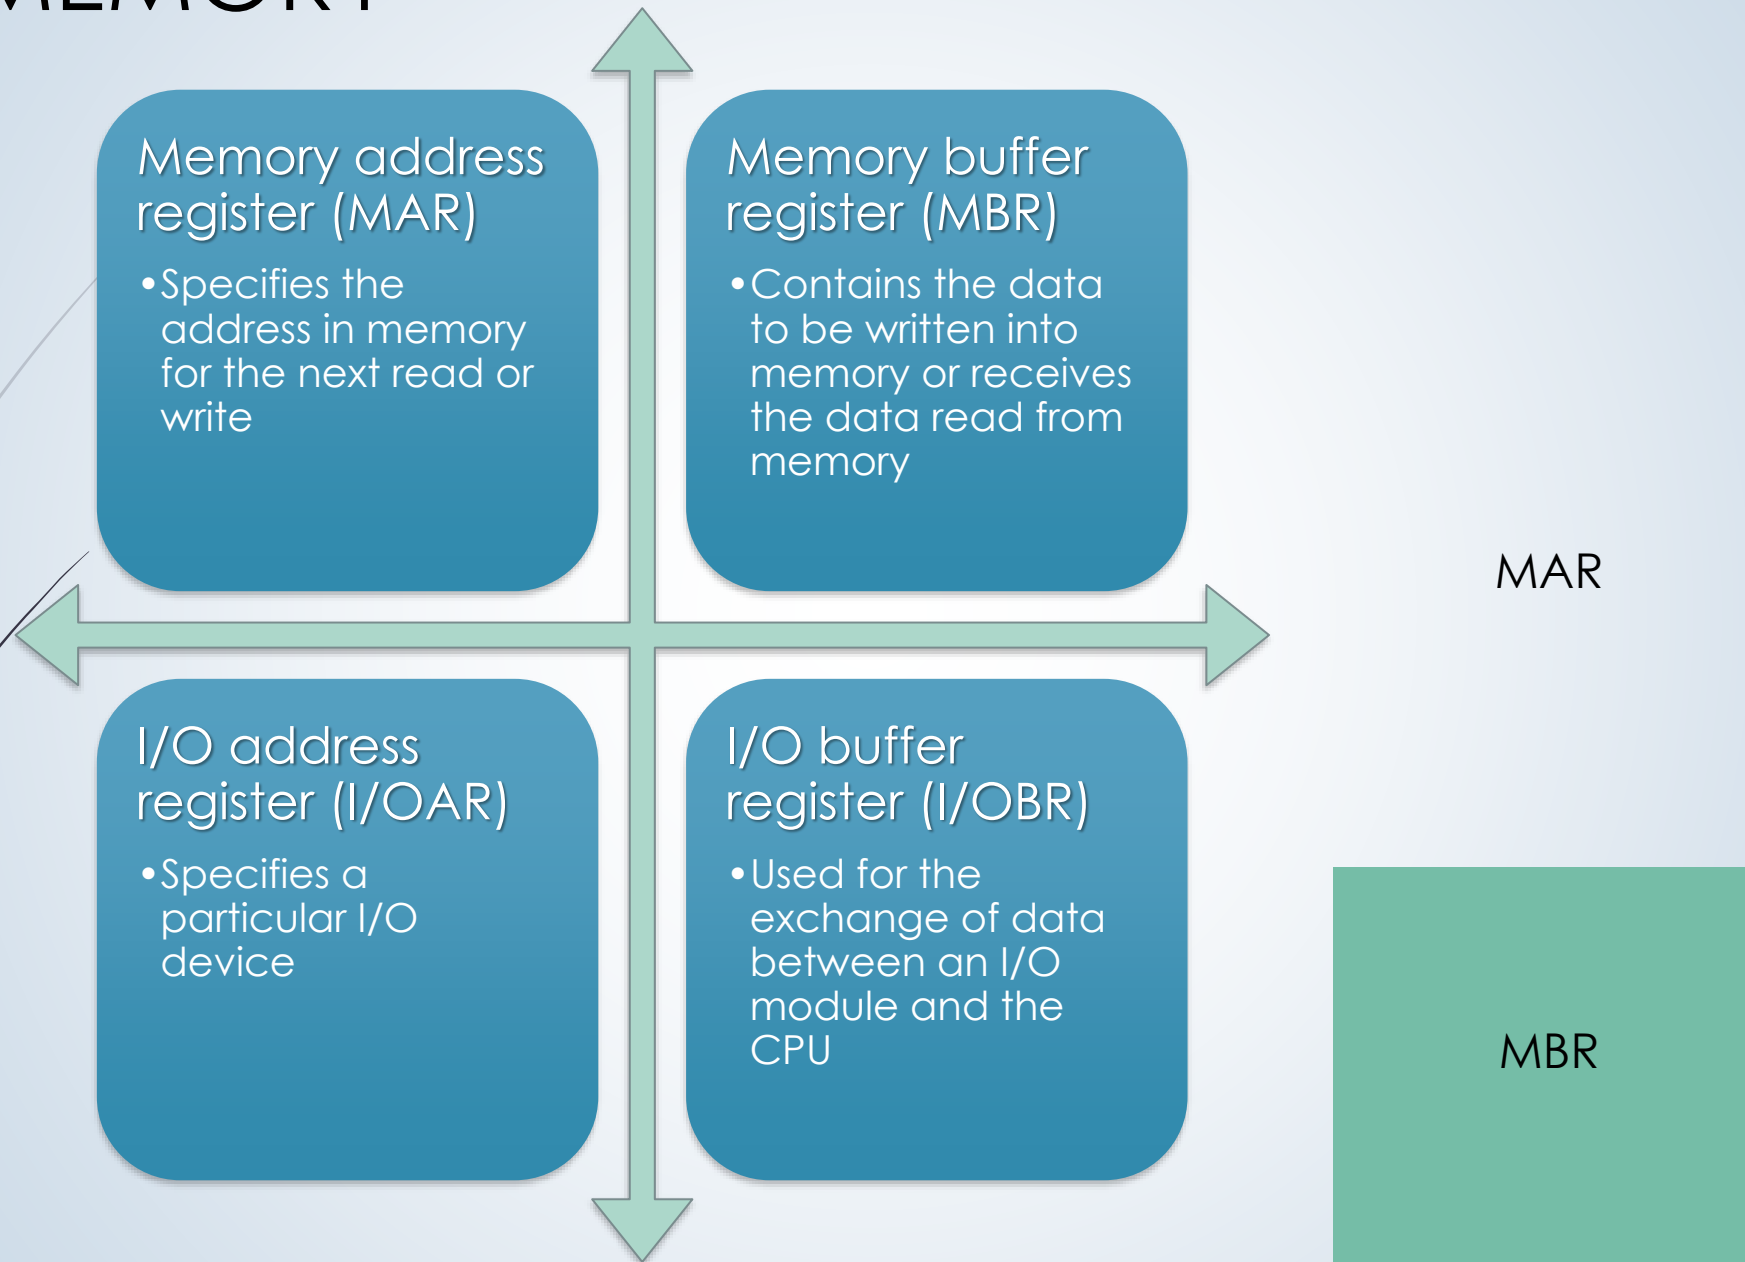 MEMORY
Memory address
register (MAR)
•Specifies the
address in memory
for the next read or
write
Memory buffer
register (MBR)
•Contains the data
to be written into
memory or receives
the data read from
memory
I/O address
register (I/OAR)
•Specifies a
particular I/O
device
I/O buffer
register (I/OBR)
•Used for the
exchange of data
between an I/O
module and the
CPU
MAR
MBR